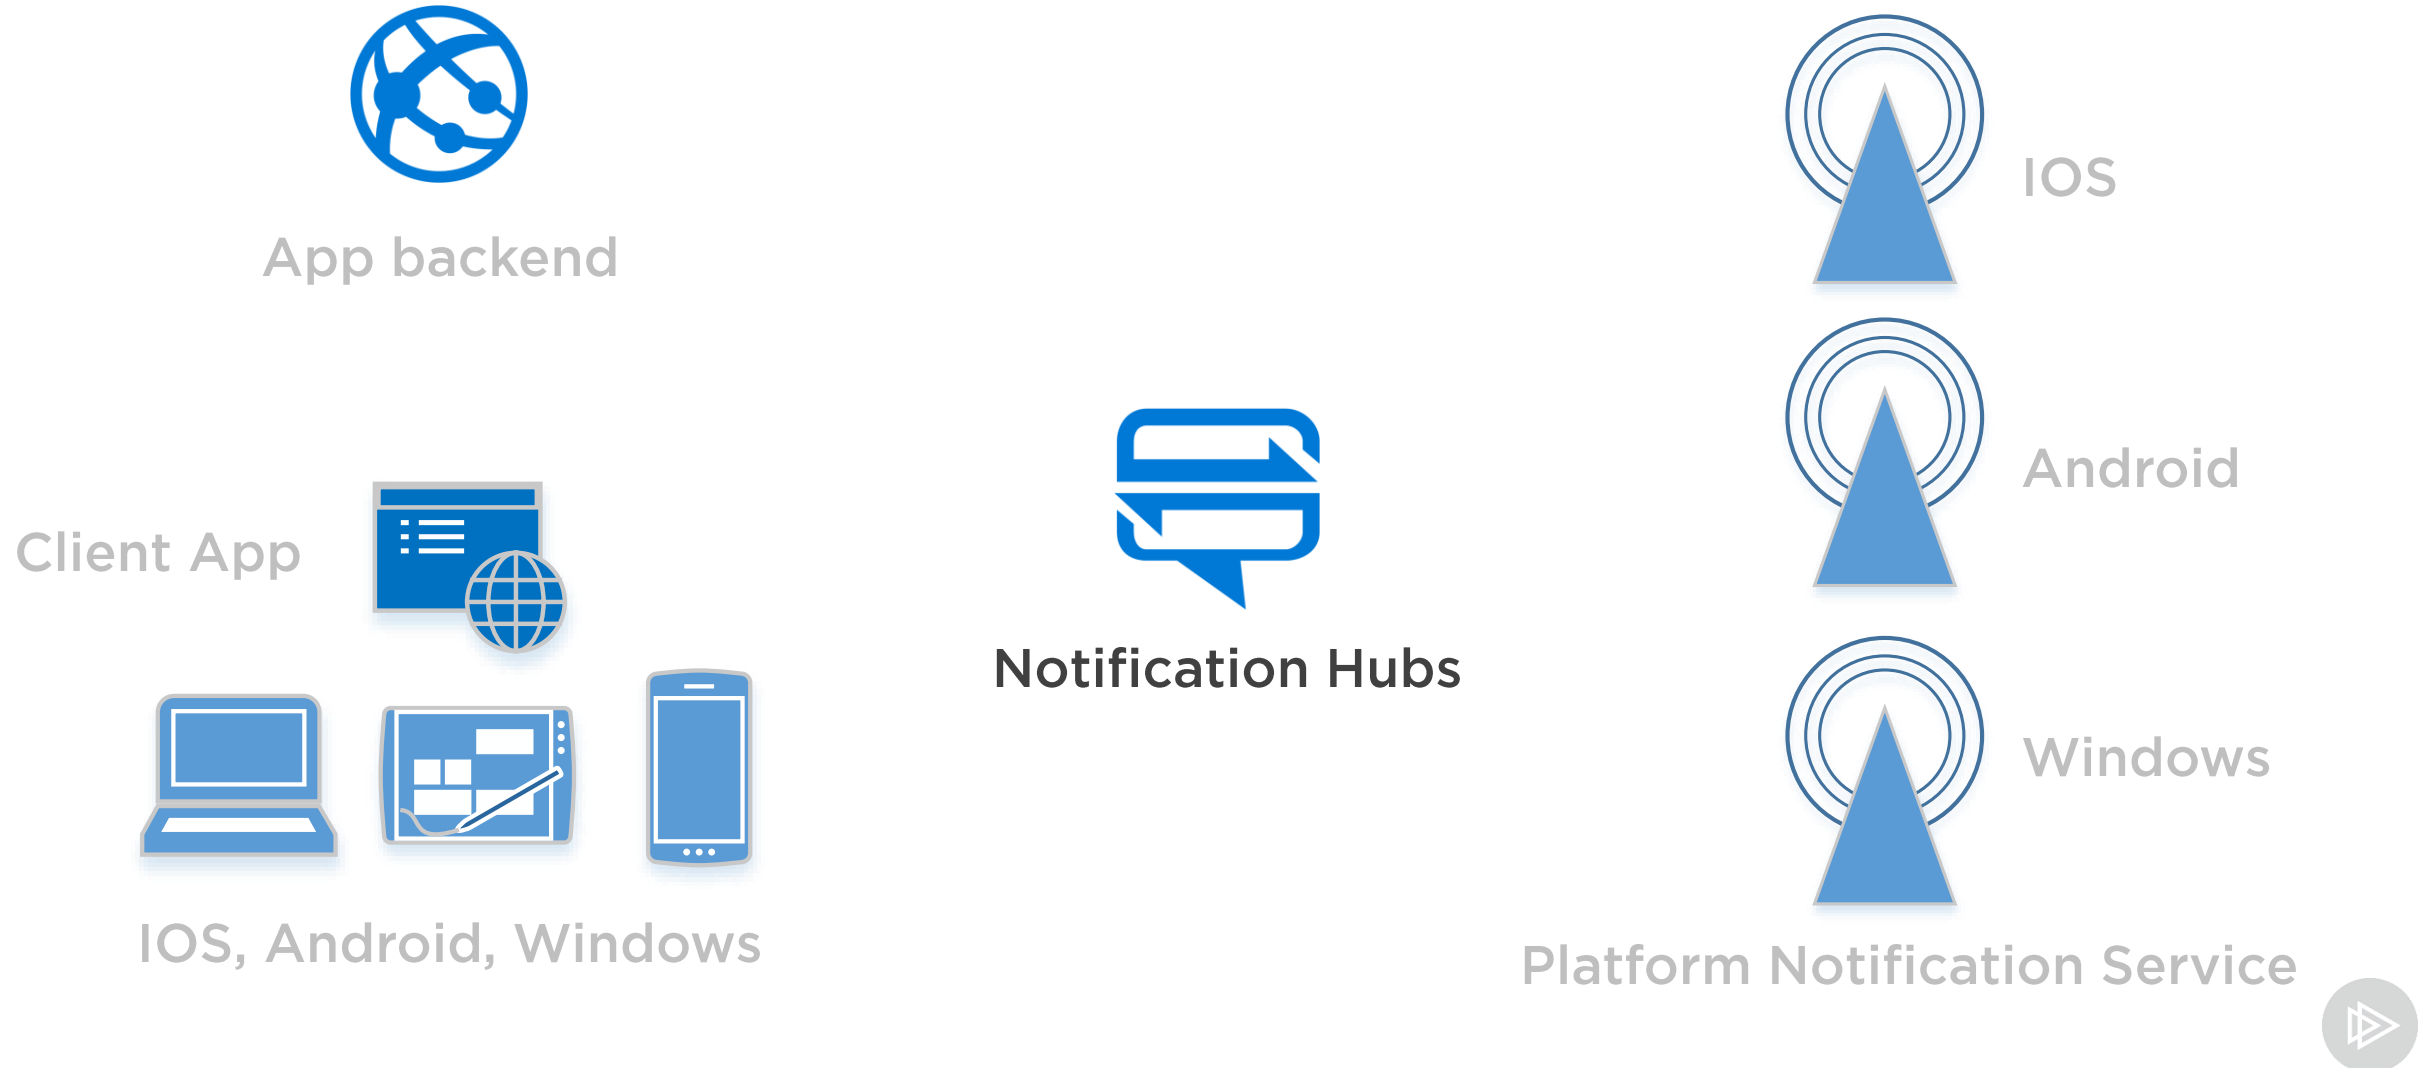 App backend
Client App
IOS, Android, Windows
Notification Hubs
IOS
Android
Windows
Platform Notification Service